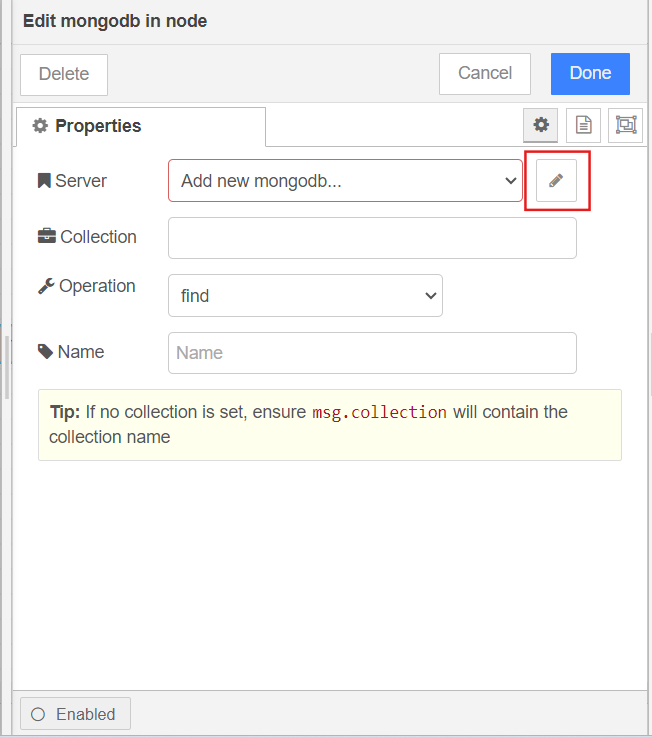 Edit mongodb in node
Delete
Cancel
Done
Properties
Server
Add new mongodb...
Collection
Operation
find
Name
Name
Tip: If no collection is set, ensure msg.collection will contain the
collection name
Enabled